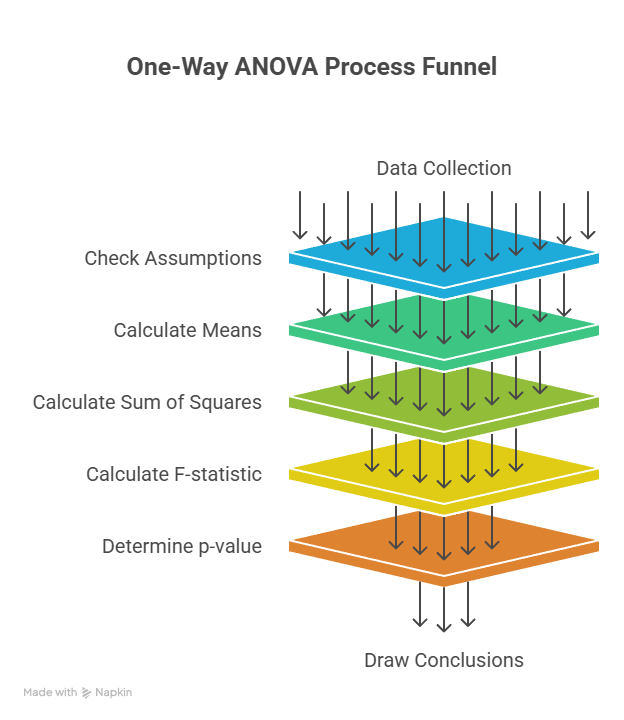 One-Way ANOVA Process Funnel
Data Collection
Check Assumptions
Calculate Means
Calculate Sum of Squares
Calculate F-statistic
Determine p-value
Draw Conclusions
Made with Napkin